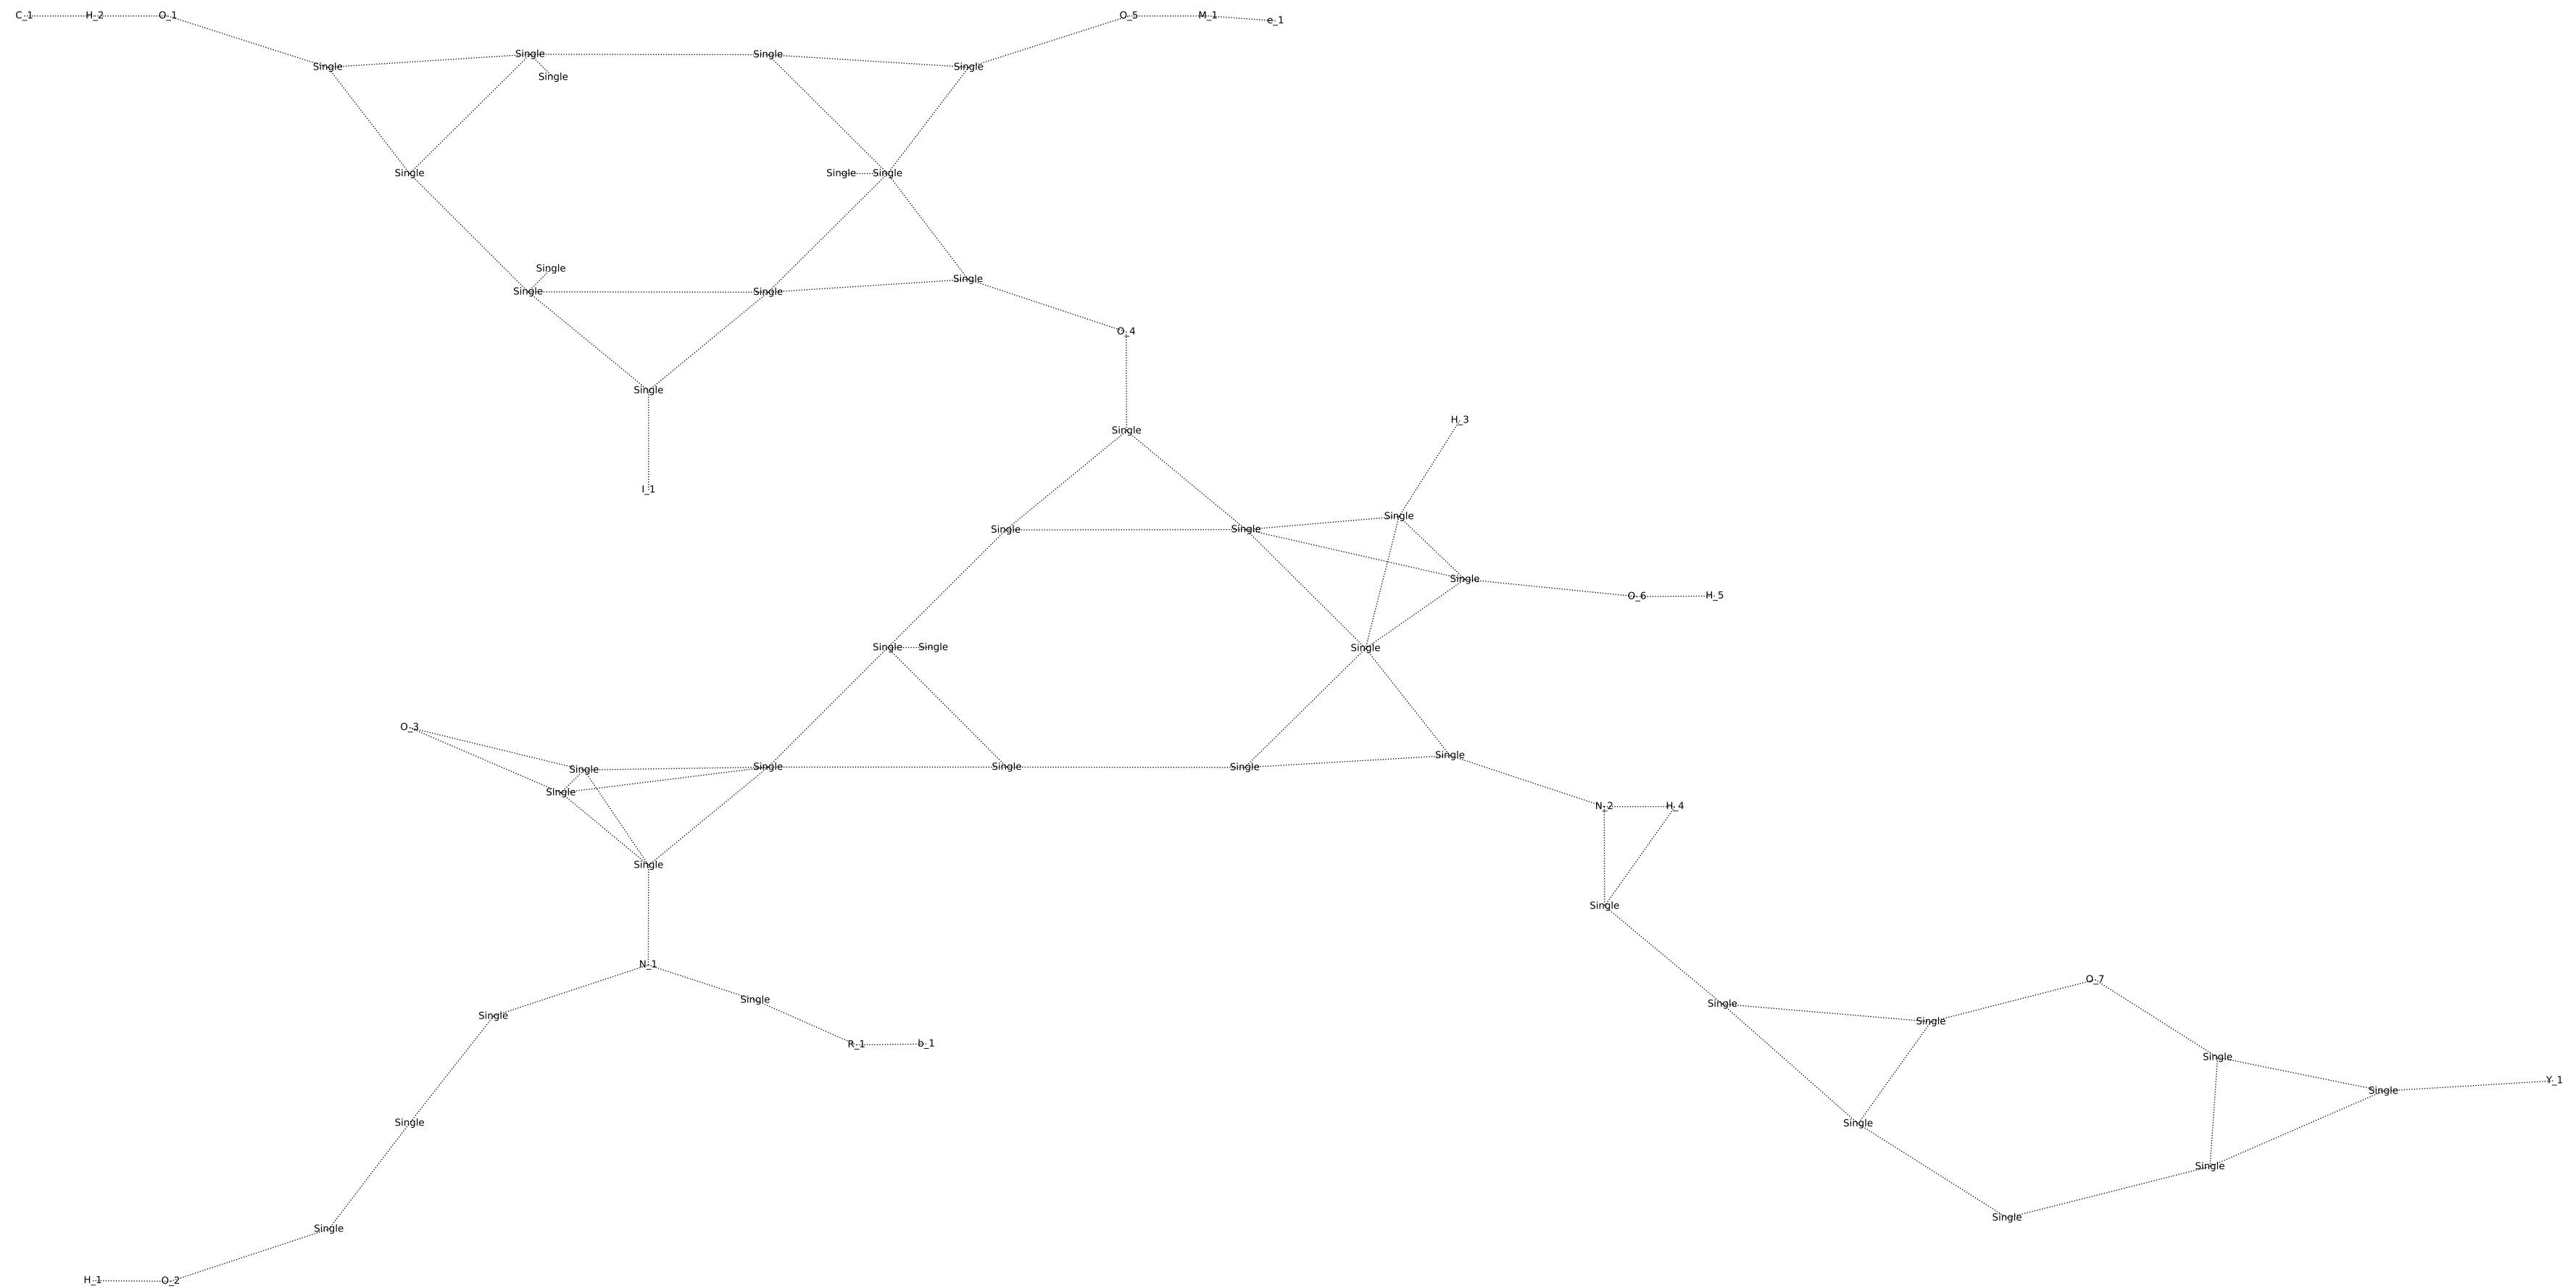 C_1 H_2 O_1 O_5 M_1 e_1
Single Single Single Single
Single
Single Single Single
Single
Single Single Single
O_4
Single
H_3
Single
I_1
Single
Single Single
Single
O_6 H_5
Single Single Single
O_3
Single Single Single Single Single
SIngle
N_2 H_4
Single
Single
N_1
O_7
Single Single
Single
Single
R_1 b_1
Single
Y_1
Single
Single Single
Single
Single
Single
H_1 O_2